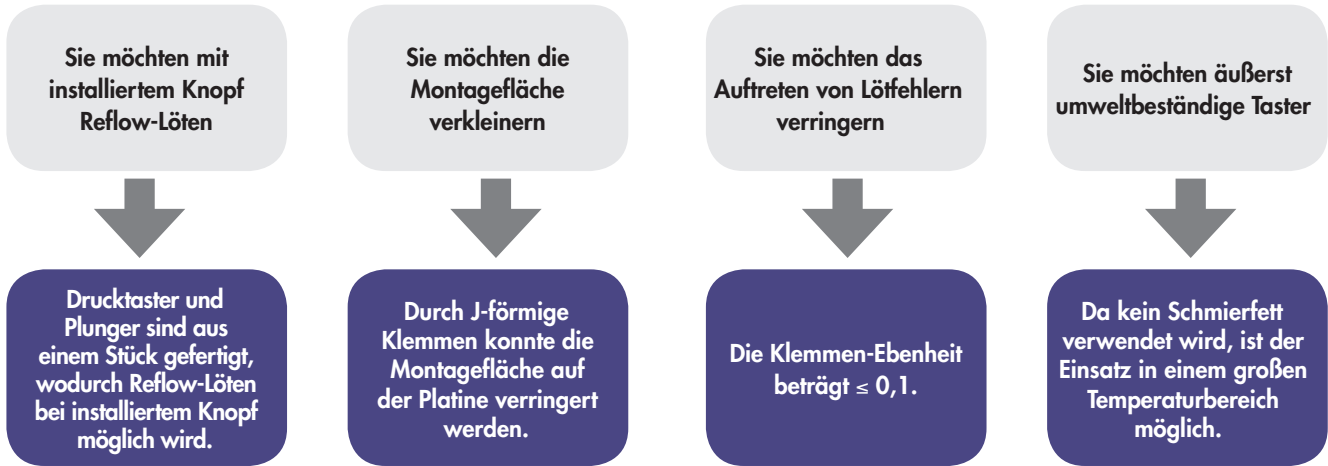 Sie möchten mit
installiertem Knopf
Reflow-Löten
Drucktaster und
Plunger sind aus
einem Stück gefertigt,
wodurch Reflow-Löten
bei installiertem Knopf
möglich wird.
Sie möchten die
Montagefläche
verkleinern
Durch J-förmige
Klemmen konnte die
Montagefläche auf
der Platine verringert
werden.
Sie möchten das
Auftreten von Lötfehlern
verringern
Die Klemmen-Ebenheit
beträgt ≤ 0,1.
Sie möchten äußerst
umweltbeständige Taster
Da kein Schmierfett
verwendet wird, ist der
Einsatz in einem großen
Temperaturbereich
möglich.